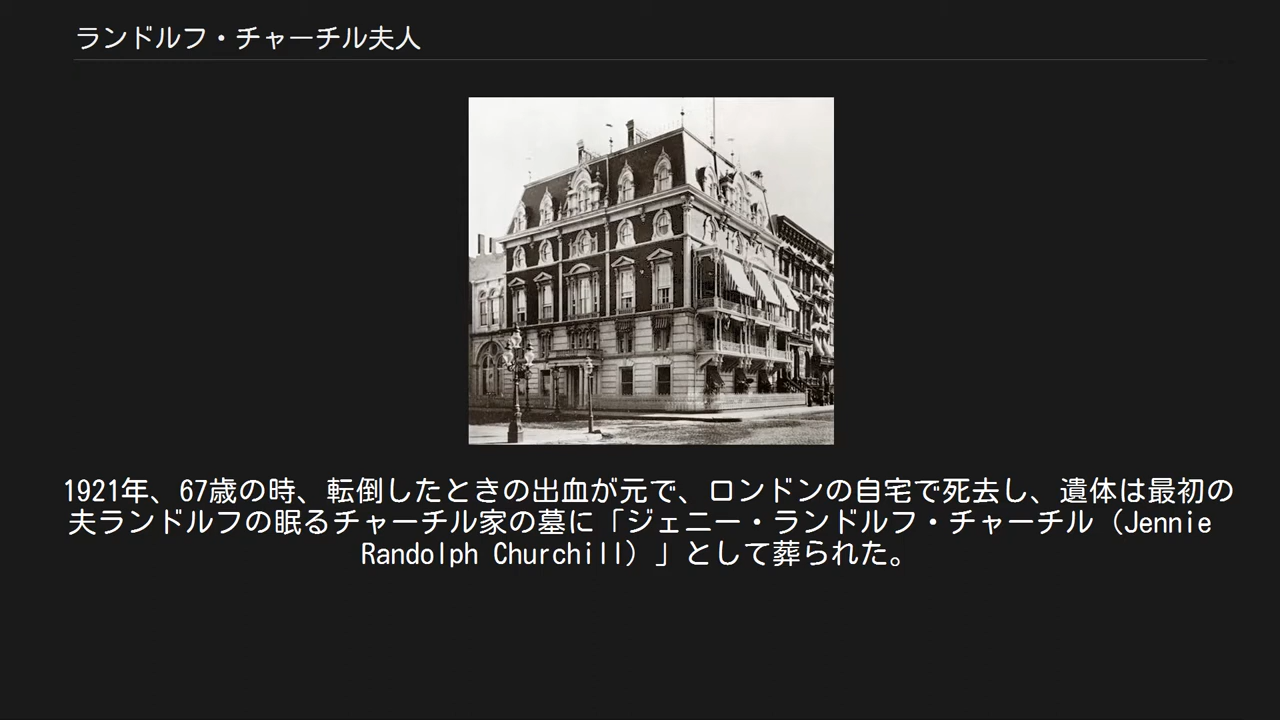 ランドルフ・チャーチル夫人
1921年、67歳の時、転倒したときの出血が元で、ロンドンの自宅で死去し、遺体は最初の
夫ランドルフの眠るチャーチル家の墓に「ジェニー・ランドルフ・チャーチル（Jennie
Randolph Churchill）」として葬られた。